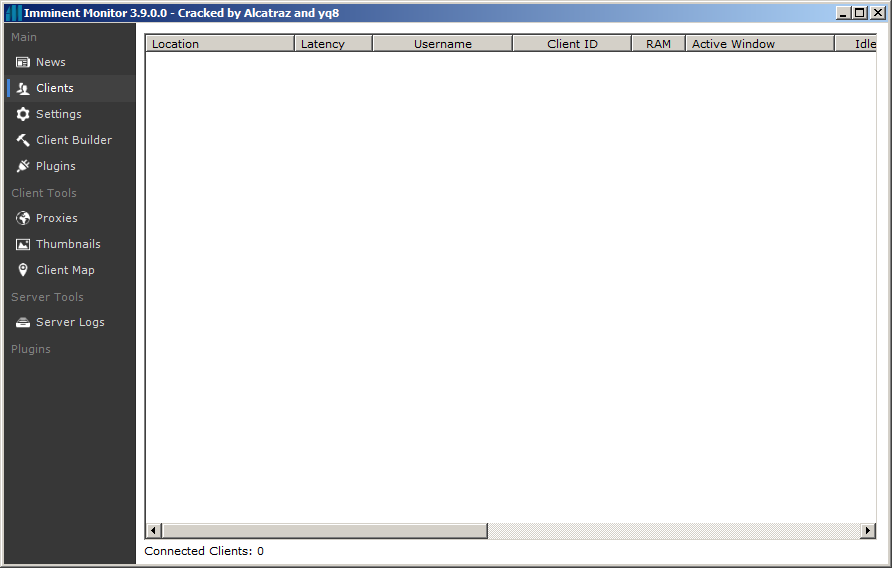 Imminent Monitor 3.9.0.0 - Cracked by Alcatraz and yq8
Main
News
Clients
Settings
Client Builder
Plugins
Client Tools
Proxies
Thumbnails
Client Map
Server Tools
Server Logs
Plugins
Location Latency Username Client ID RAM Active Window Idle
Connected Clients: 0